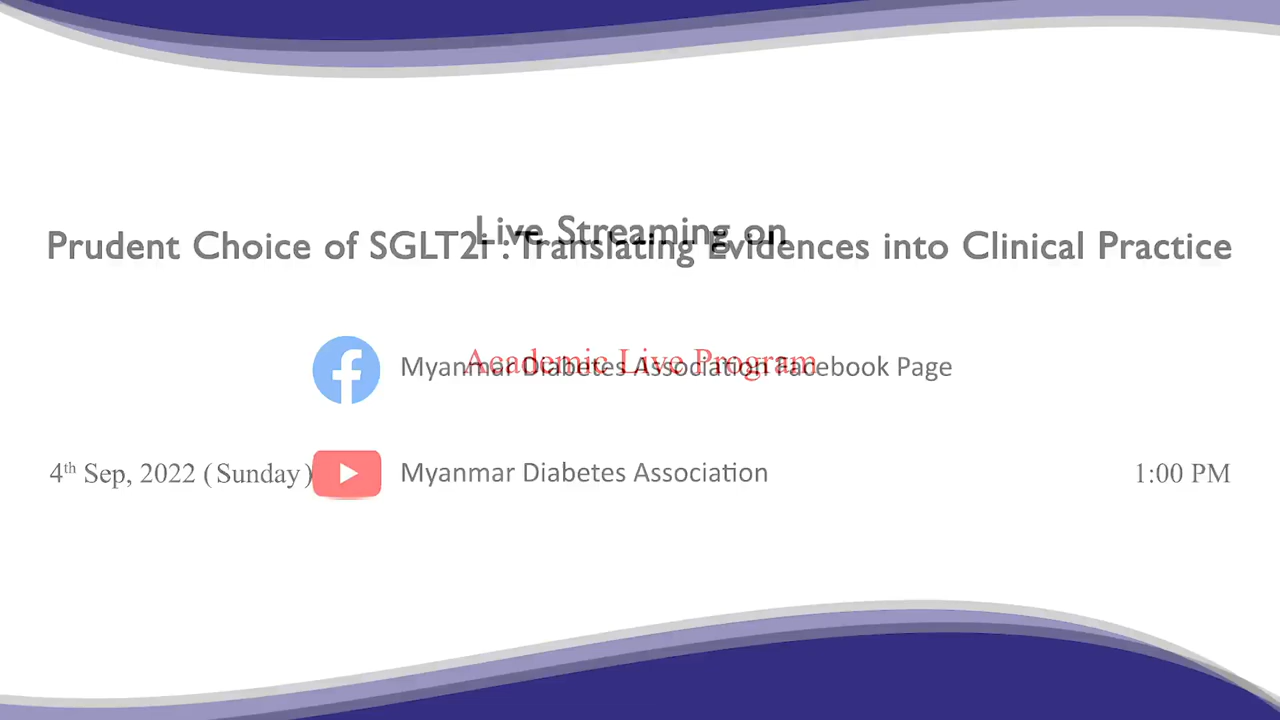 Live Streaming on
Prudent Choice of SGLT2i : Translating Evidences into Clinical Practice
Academic Live Program
Myanmar Diabetes Association Facebook Page
4th Sep, 2022 (Sunday)
Myanmar Diabetes Association
1:00 PM